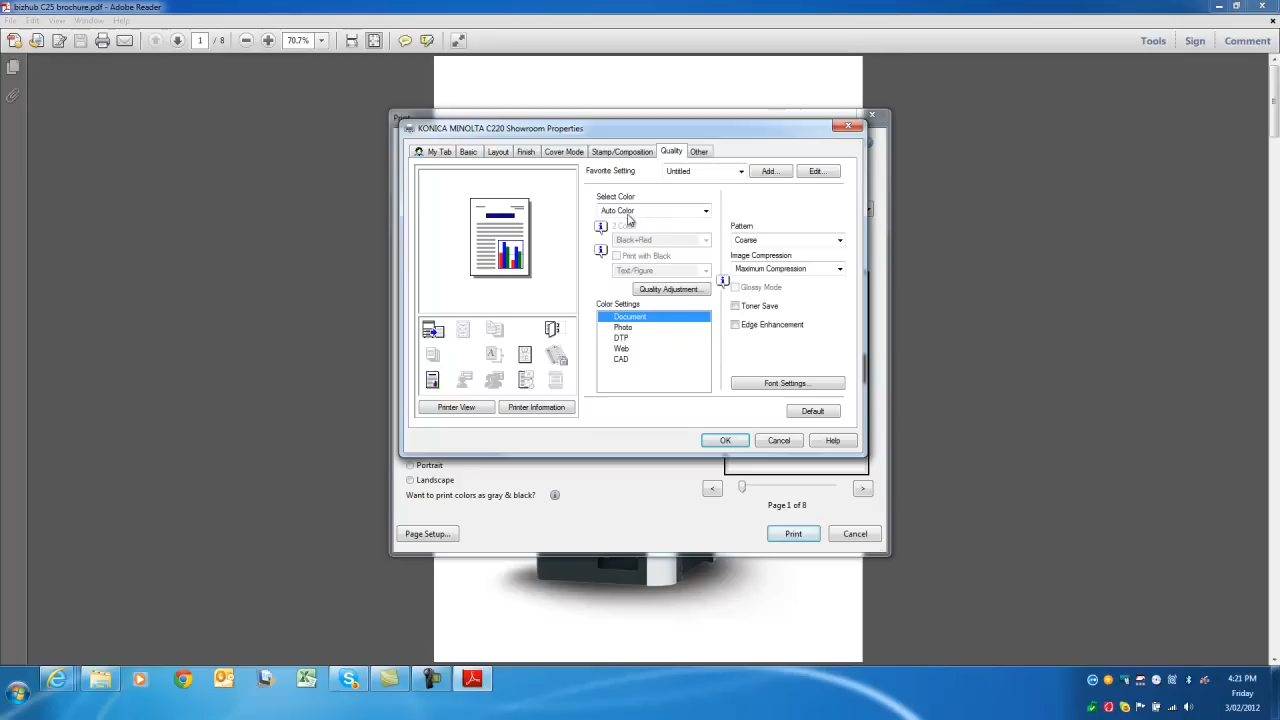 bizhub C25 brochure.pdf - Adobe Reader
File Edit View Window Help
1 / 8 70.7% Tools Sign Comment
Print
KONICA MINOLTA C220 Showroom Properties
My Tab Basic Layout Finish Cover Mode Stamp/Composition Quality Other
Favorite Setting Untitled Add... Edit...
Select Color
Auto Color
Pattern
Black+Red Coarse
Print with Black Image Compression
Text/Figure Maximum Compression
Quality Adjustment... Glossy Mode
Color Settings Toner Save
Document
Photo Edge Enhancement
DTP
Web
CAD
Font Settings...
Printer View Printer Information Default
OK Cancel Help
Portrait
Landscape
Want to print colors as gray & black? < >
Page 1 of 8
Page Setup... Print Cancel
4:21 PM
Friday
3/02/2012